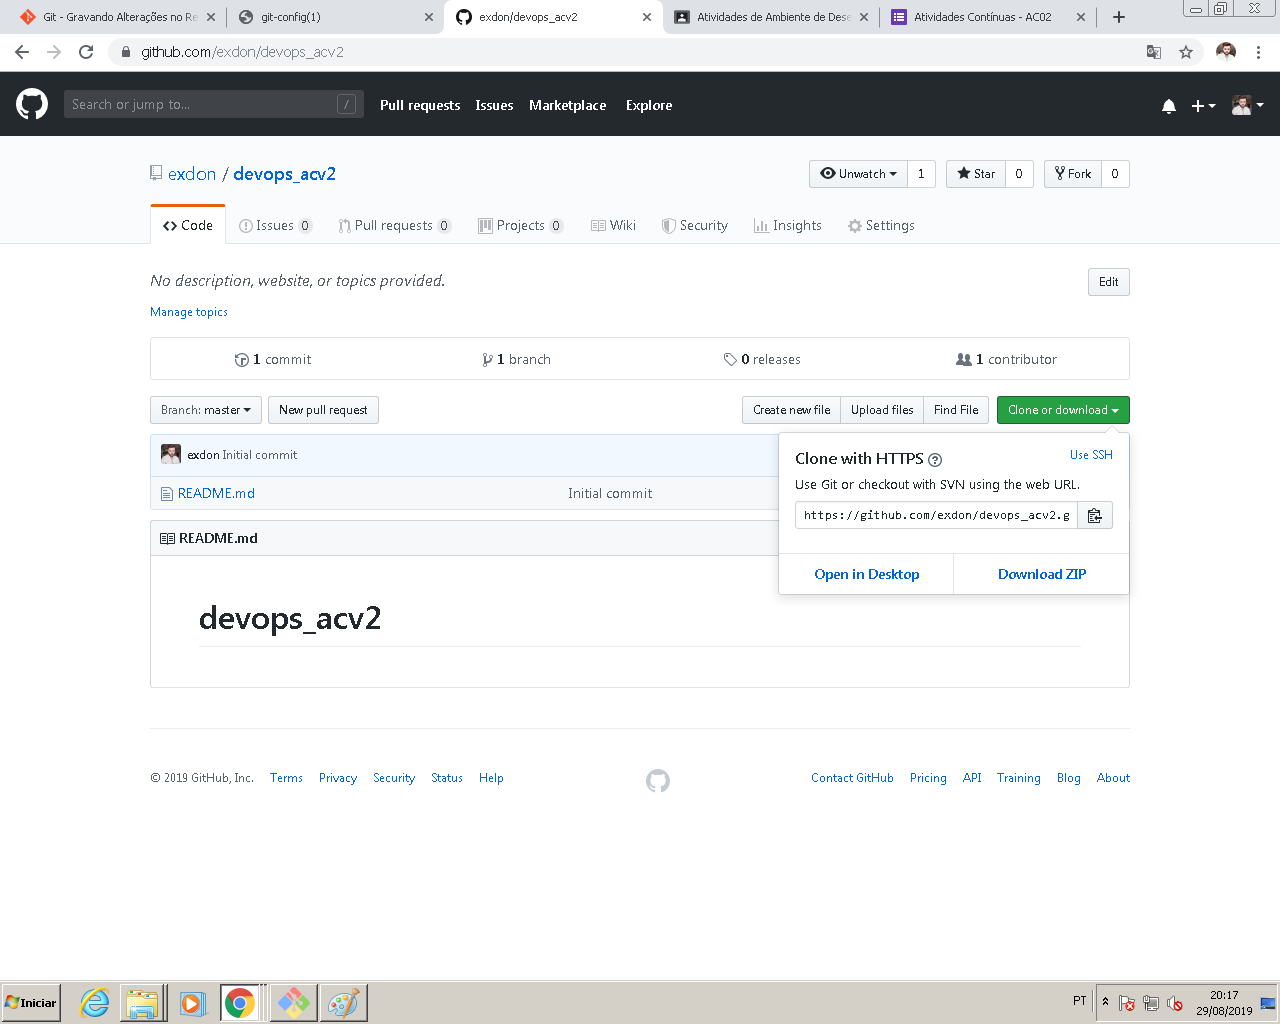 Git - Gravando Alterações no Re
git-config(1)
exdon/devops_acv2
Atividades de Ambiente de Dese
Atividades Contínuas - AC02
github.com/exdon/devops_acv2
Search or jump to...
/
Pull requests
Issues
Marketplace
Explore
exdon / devops_acv2
Unwatch 1
Star 0
Fork 0
Code
Issues 0
Pull requests 0
Projects 0
Wiki
Security
Insights
Settings
No description, website, or topics provided.
Edit
Manage topics
1 commit
1 branch
0 releases
1 contributor
Branch: master
New pull request
Create new file
Upload files
Find File
Clone or download
exdon Initial commit
README.md
Initial commit
Clone with HTTPS
Use SSH
Use Git or checkout with SVN using the web URL.
https://github.com/exdon/devops_acv2.g
Open in Desktop
Download ZIP
README.md
devops_acv2
© 2019 GitHub, Inc.
Terms
Privacy
Security
Status
Help
Contact GitHub
Pricing
API
Training
Blog
About
Iniciar
PT
20:17
29/08/2019